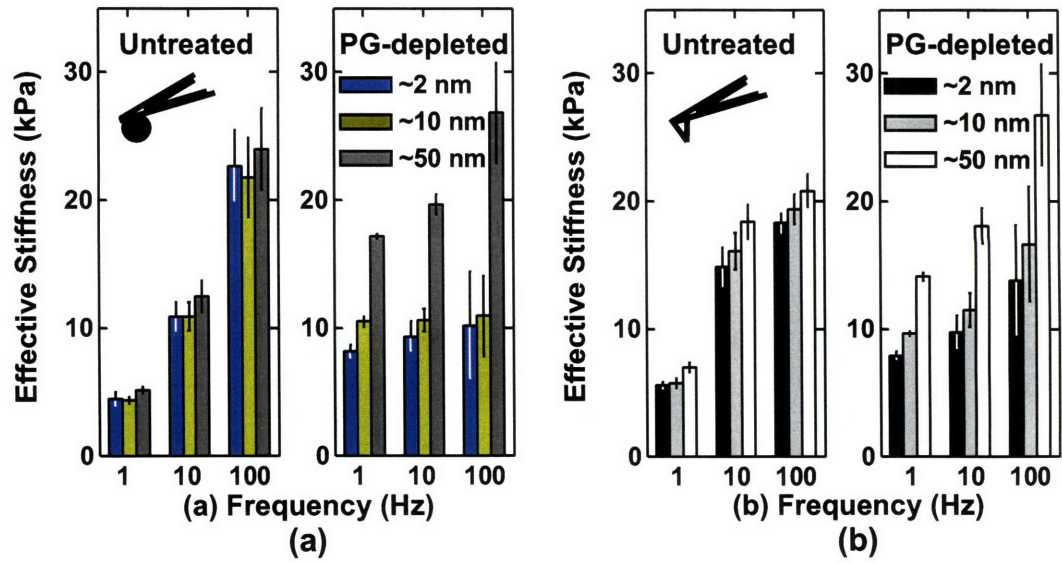 Untreated
PG-depleted
~2 nm
~10 nm
~50 nm
Effective Stiffness (kPa)
30
20
10
0
30
20
10
0
1 10 100
1 10 100
(a) Frequency (Hz)
(a)
Untreated
PG-depleted
~2 nm
~10 nm
~50 nm
Effective Stiffness (kPa)
30
20
10
0
30
20
10
0
1 10 100
1 10 100
(b) Frequency (Hz)
(b)